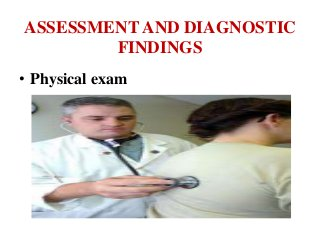 ASSESSMENT AND DIAGNOSTIC
FINDINGS
• Physical exam